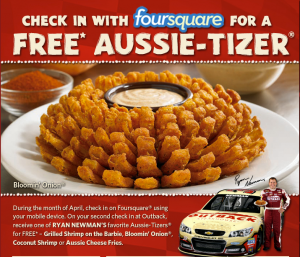 CHECK IN WITH foursquare FOR A
FREE* AUSSIE-TIZER®
Bloomin' Onion®
During the month of April, check in on Foursquare® using
your mobile device. On your second check in at Outback,
receive one of RYAN NEWMAN'S favorite Aussie-Tizers
for FREE* - Grilled Shrimp on the Barbie, Bloomin' Onion®,
Coconut Shrimp or Aussie Cheese Fries.
OUTBACK